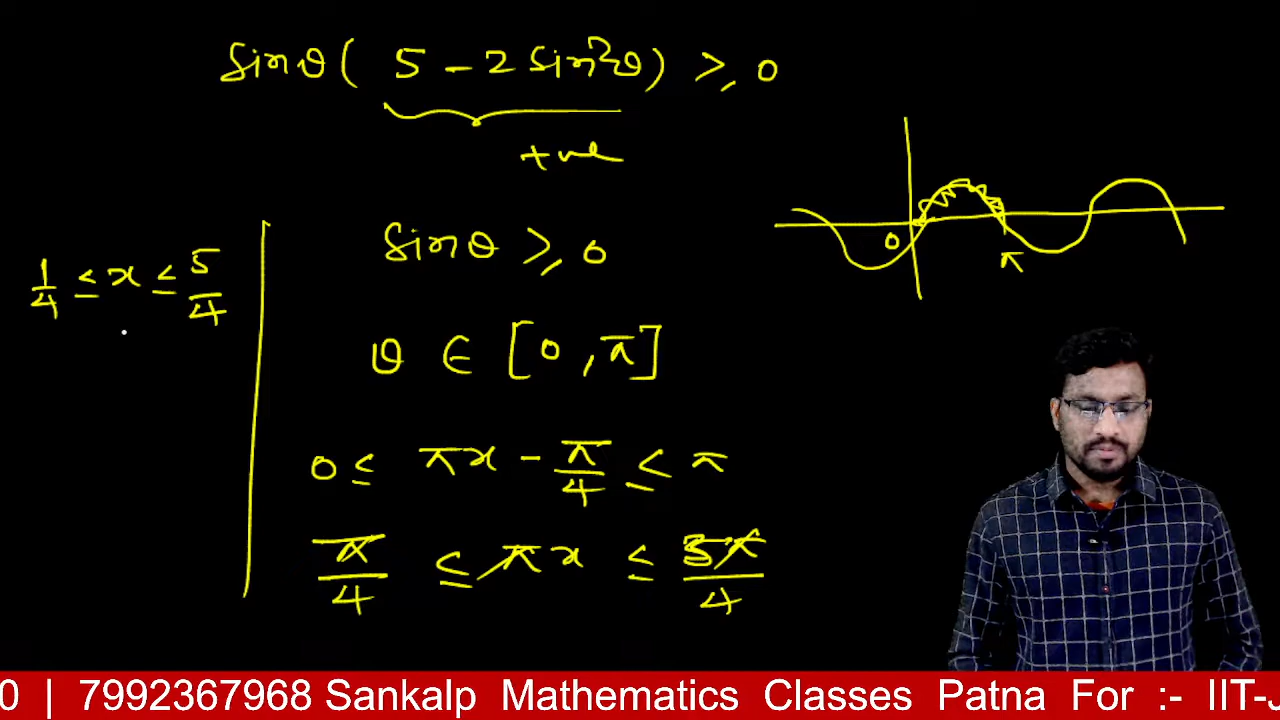 sinθ ( 5 - 2 sin²θ) ≥ 0
+ve
sinθ ≥ 0
0
π
1/4 ≤ x ≤ 5/4
θ ∈ [0, π]
0 ≤ πx - π/4 ≤ π
π/4 ≤ πx ≤ 5π/4
0 | 7992367968 Sankalp Mathematics Classes Patna For :- IIT-J